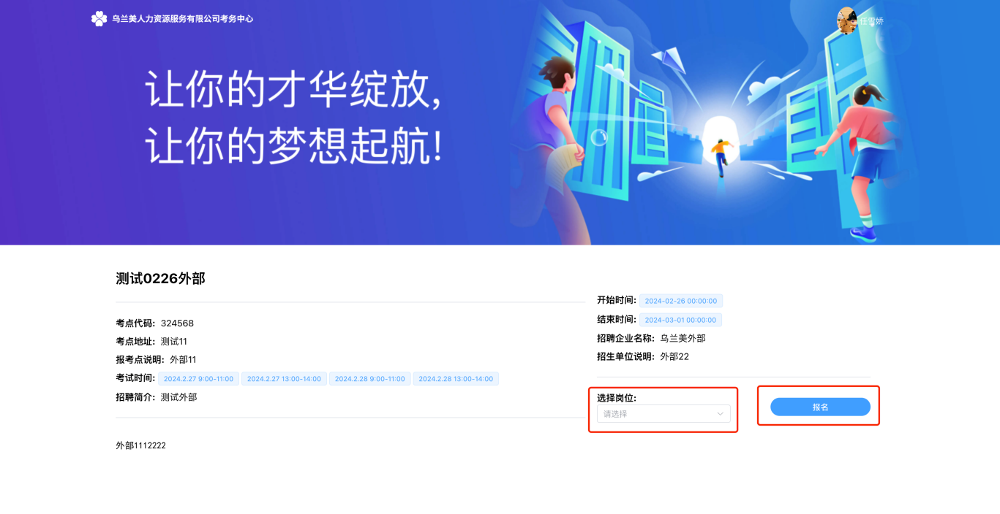 乌兰美人力资源服务有限公司考务中心
任雪娇
让你的才华绽放,
让你的梦想起航!
测试0226外部
考点代码: 324568
考点地址: 测试11
报考点说明: 外部11
考试时间: 2024.2.27 9:00-11:00 2024.2.27 13:00-14:00 2024.2.28 9:00-11:00 2024.2.28 13:00-14:00
招聘简介: 测试外部
外部1112222
开始时间: 2024-02-26 00:00:00
结束时间: 2024-03-01 00:00:00
招聘企业名称: 乌兰美外部
招生单位说明: 外部22
选择岗位:
请选择
报名